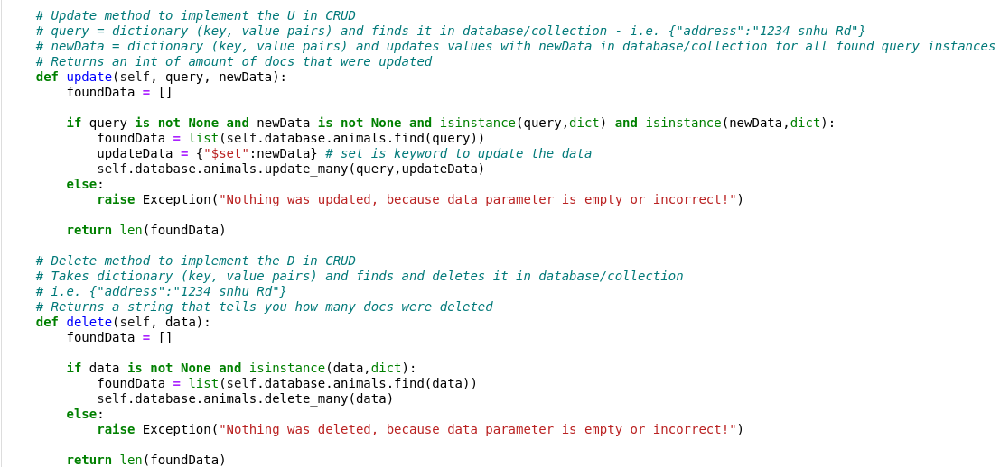 # Update method to implement the U in CRUD
# query = dictionary (key, value pairs) and finds it in database/collection - i.e. {"address":"1234 snhu Rd"}
# newData = dictionary (key, value pairs) and updates values with newData in database/collection for all found query instances
# Returns an int of amount of docs that were updated
def update(self, query, newData):
    foundData = []

    if query is not None and newData is not None and isinstance(query,dict) and isinstance(newData,dict):
        foundData = list(self.database.animals.find(query))
        updateData = {"$set":newData} # set is keyword to update the data
        self.database.animals.update_many(query,updateData)
    else:
        raise Exception("Nothing was updated, because data parameter is empty or incorrect!")

    return len(foundData)

# Delete method to implement the D in CRUD
# Takes dictionary (key, value pairs) and finds and deletes it in database/collection
# i.e. {"address":"1234 snhu Rd"}
# Returns a string that tells you how many docs were deleted
def delete(self, data):
    foundData = []

    if data is not None and isinstance(data,dict):
        foundData = list(self.database.animals.find(data))
        self.database.animals.delete_many(data)
    else:
        raise Exception("Nothing was deleted, because data parameter is empty or incorrect!")

    return len(foundData)